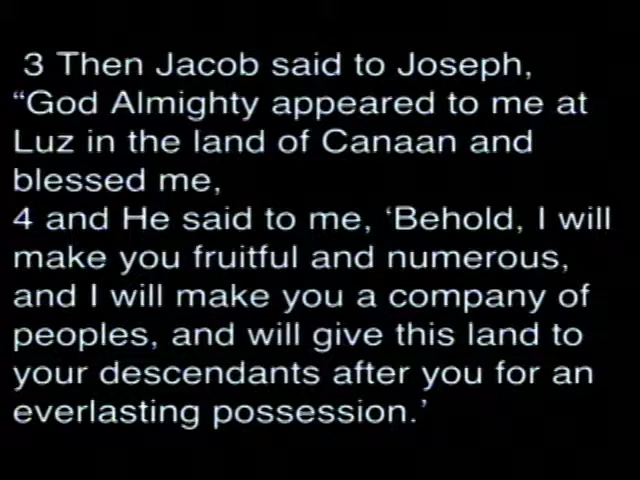 3 Then Jacob said to Joseph,
“God Almighty appeared to me at
Luz in the land of Canaan and
blessed me,
4 and He said to me, ‘Behold, I will
make you fruitful and numerous,
and I will make you a company of
peoples, and will give this land to
your descendants after you for an
everlasting possession.’